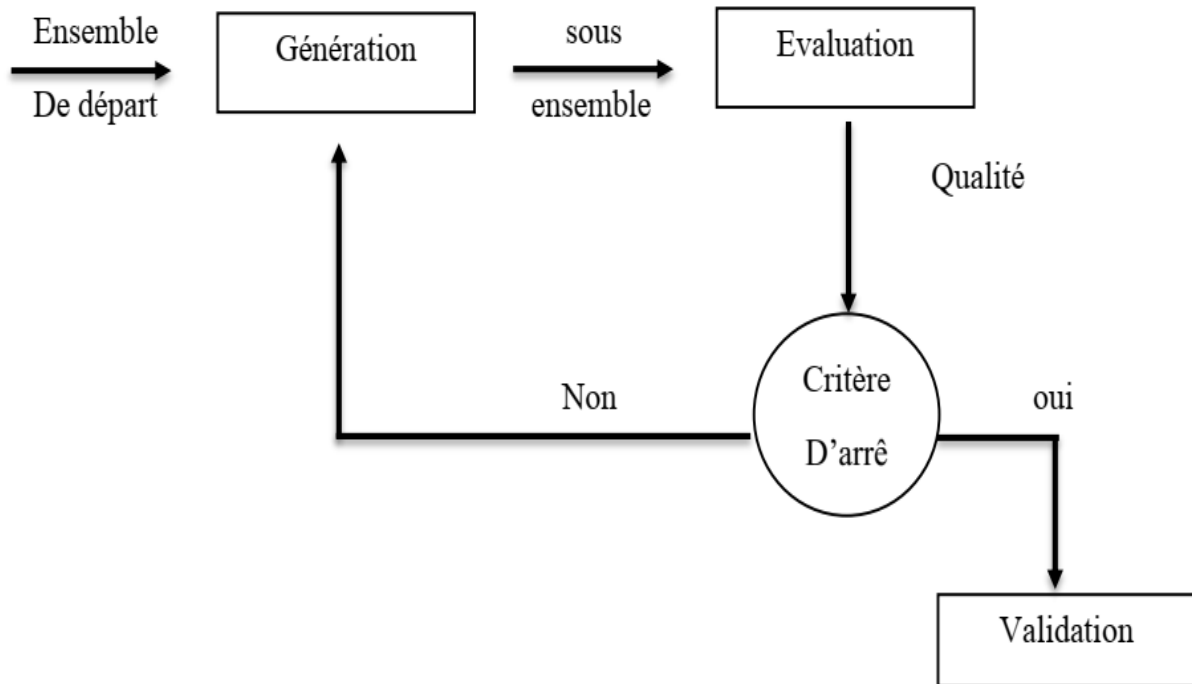 Ensemble
De départ
Génération
sous
ensemble
Evaluation
Qualité
Critère
D'arrê
Non
oui
Validation